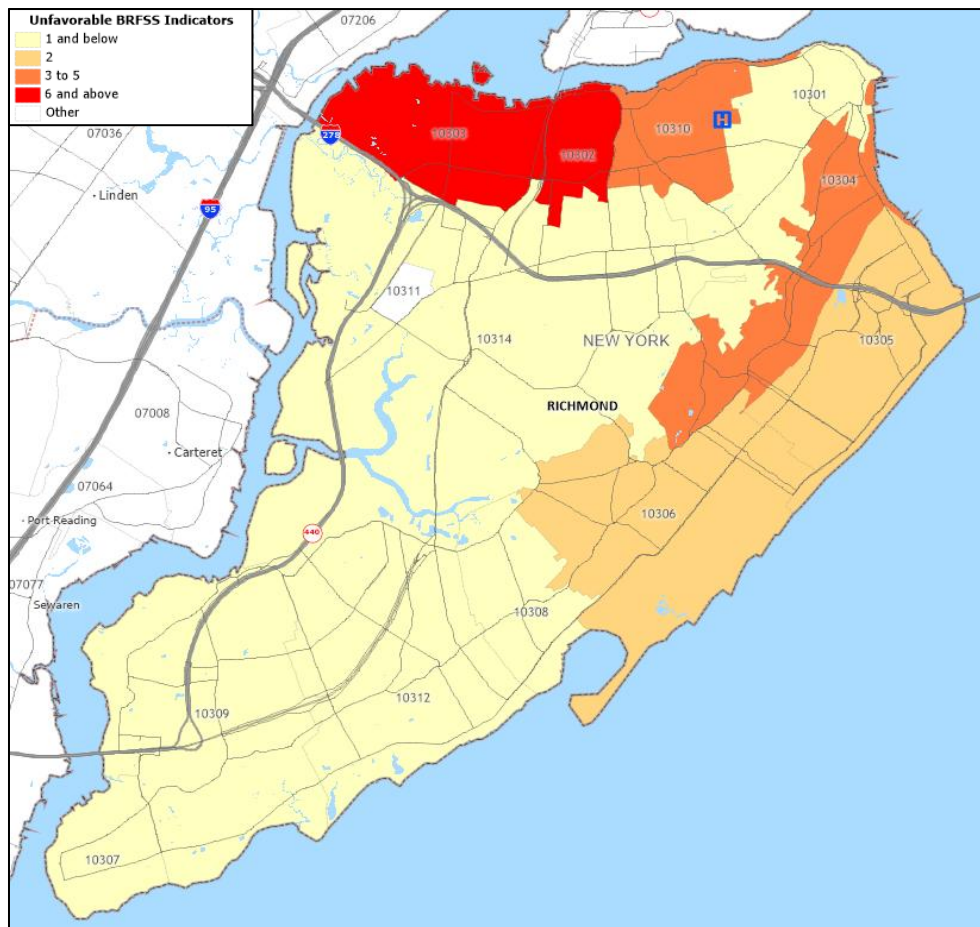 Unfavorable BRFSS Indicators
1 and below
2
3 to 5
6 and above
Other
07206
07036
Linden
95
278
10303
10302
10310
H
10301
10304
10311
10314
NEW YORK
10305
RICHMOND
07008
Carteret
07064
Port Reading
440
10306
07077
Sewaren
10308
10312
10309
10307